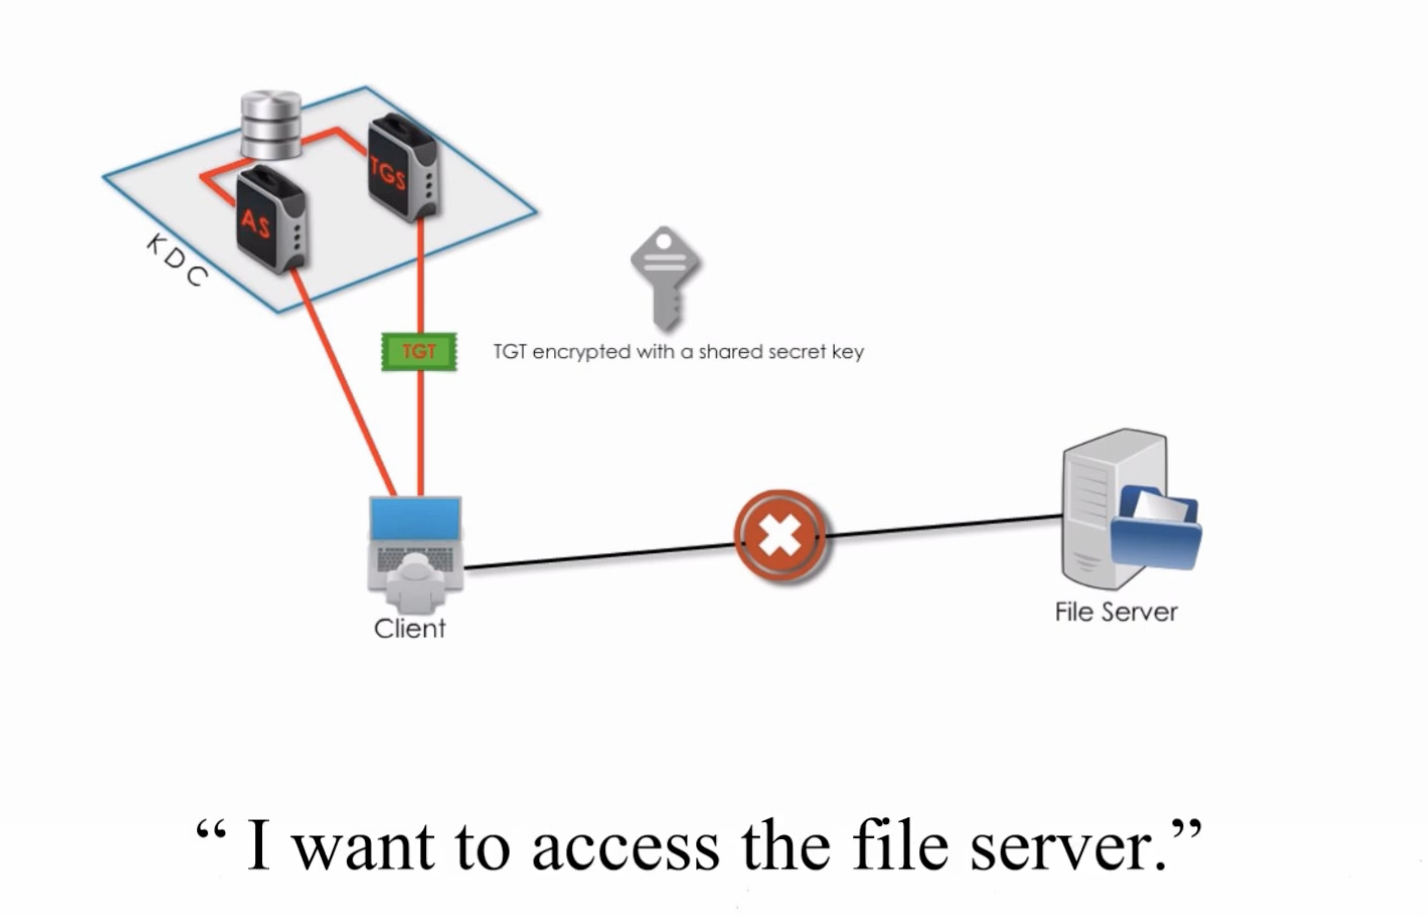 TGS
AS
KDC
TGT
TGT encrypted with a shared secret key
File Server
Client
“ I want to access the file server.”